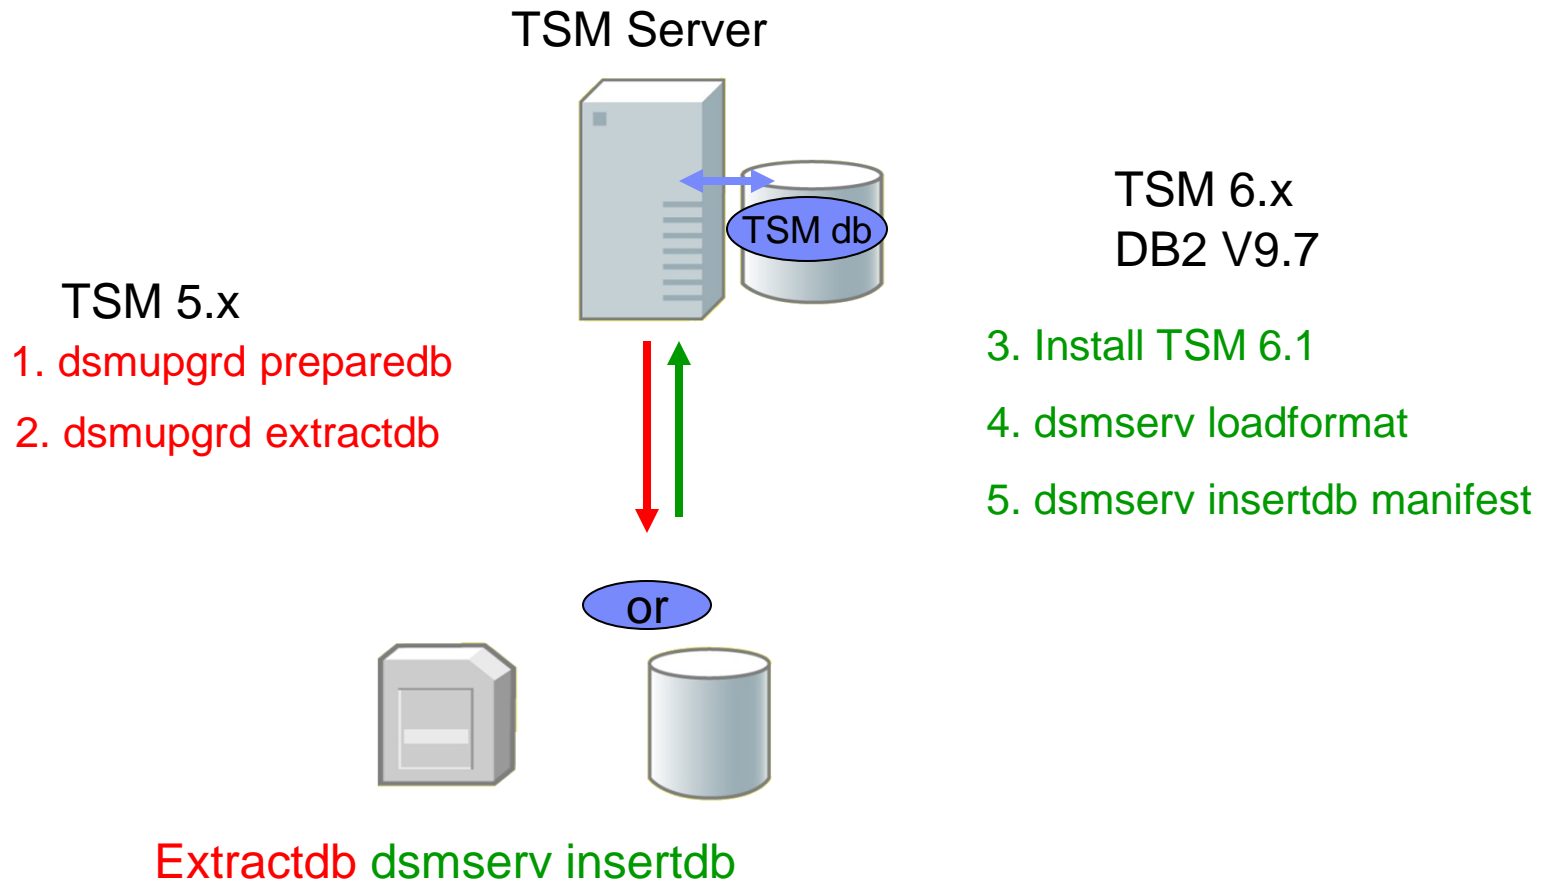 TSM Server
TSM db
TSM 6.x
DB2 V9.7
TSM 5.x
1. dsmupgrd preparedb
2. dsmupgrd extractdb
3. Install TSM 6.1
4. dsmserv loadformat
5. dsmserv insertdb manifest
or
Extractdb dsmserv insertdb